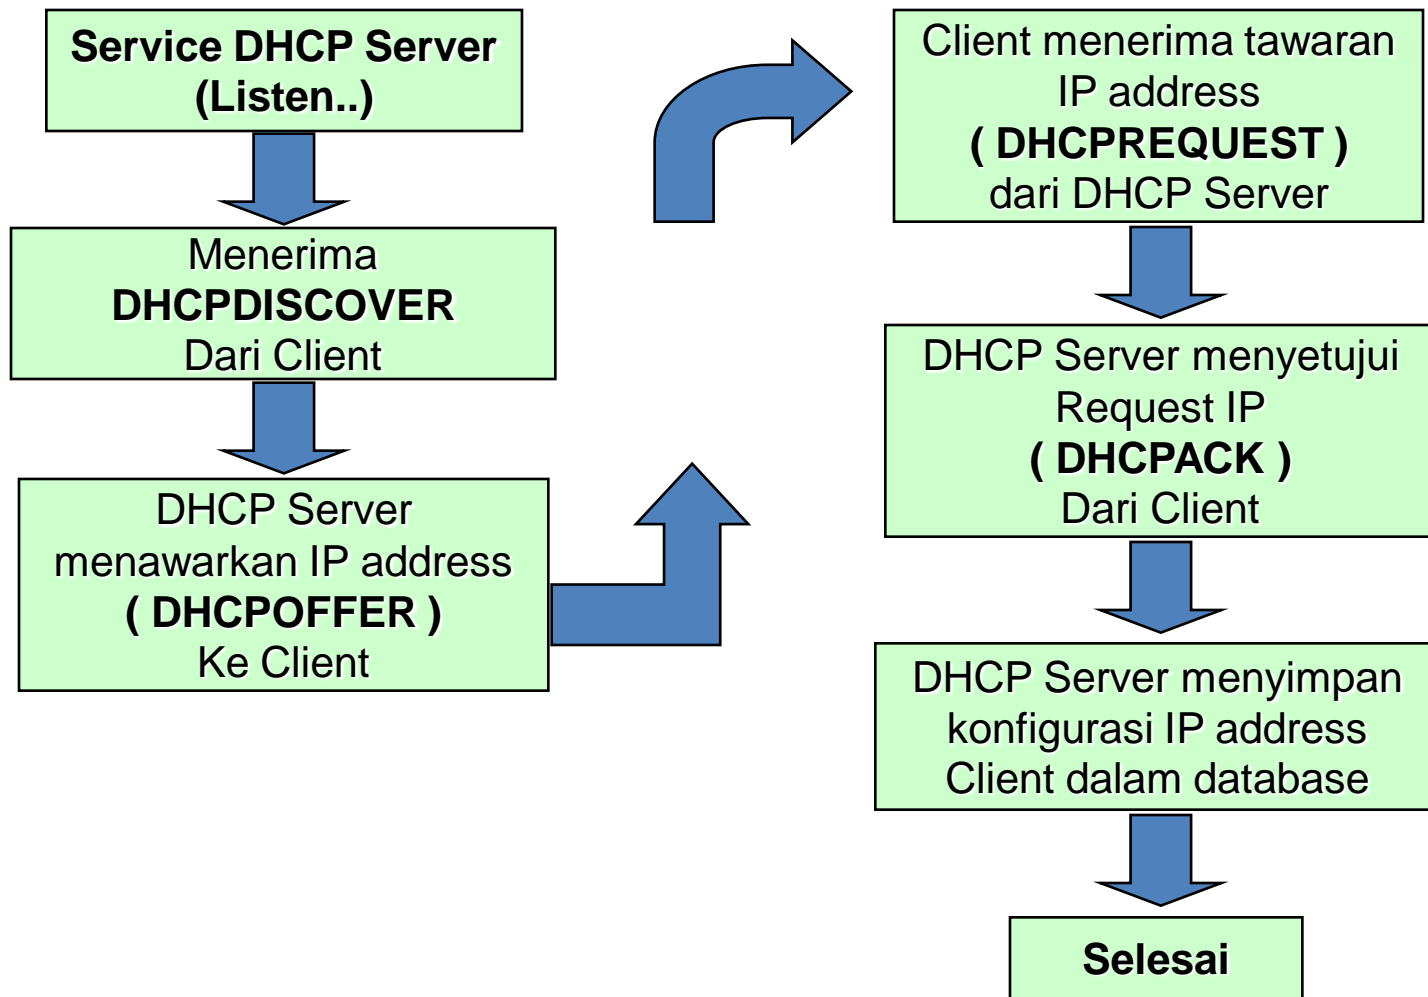 Service DHCP Server
(Listen..)
Menerima
DHCPDISCOVER
Dari Client
DHCP Server
menawarkan IP address
( DHCPOFFER )
Ke Client
Client menerima tawaran
IP address
( DHCPREQUEST )
dari DHCP Server
DHCP Server menyetujui
Request IP
( DHCPACK )
Dari Client
DHCP Server menyimpan
konfigurasi IP address
Client dalam database
Selesai